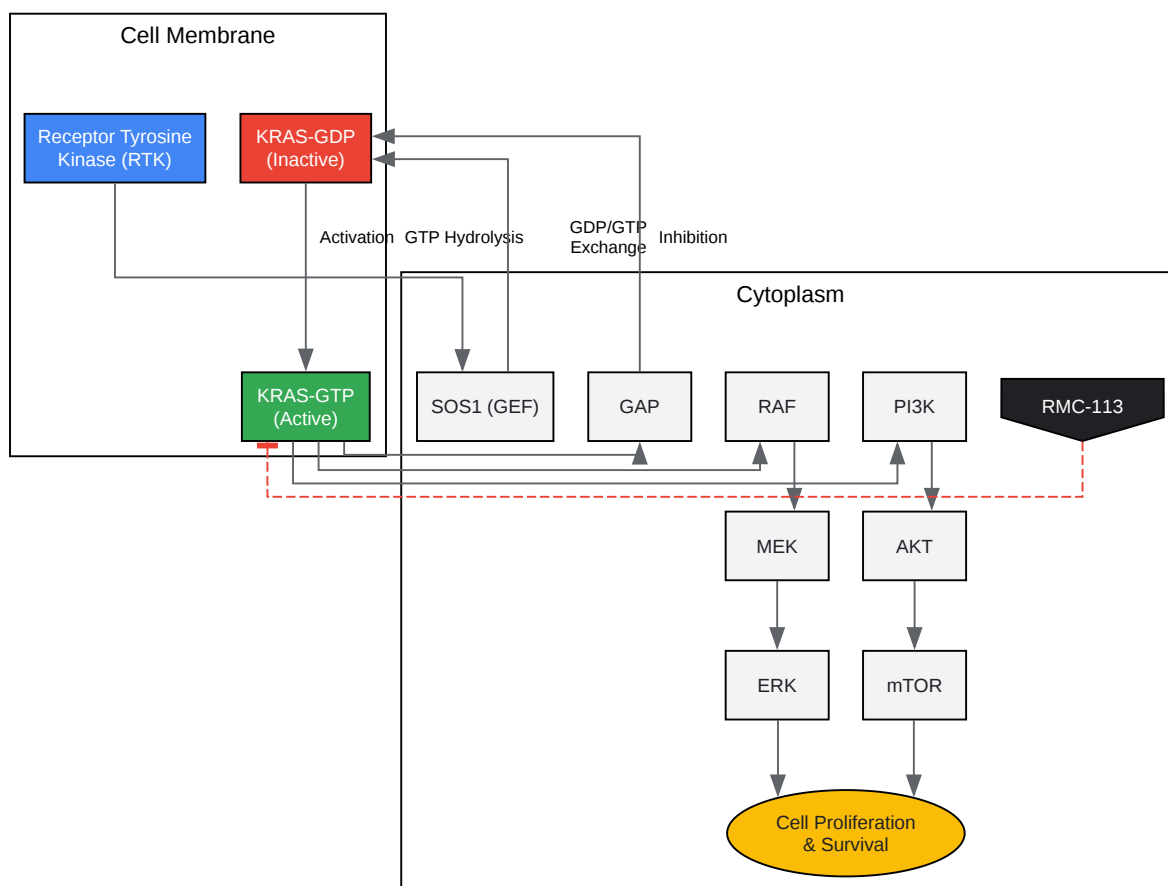 Cell Membrane
Receptor Tyrosine
Kinase (RTK)
KRAS-GDP
(Inactive)
Activation
GTP Hydrolysis
GDP/GTP
Exchange
Inhibition
Cytoplasm
KRAS-GTP
(Active)
SOS1 (GEF)
GAP
RAF
PI3K
RMC-113
MEK
AKT
ERK
mTOR
Cell Proliferation
& Survival